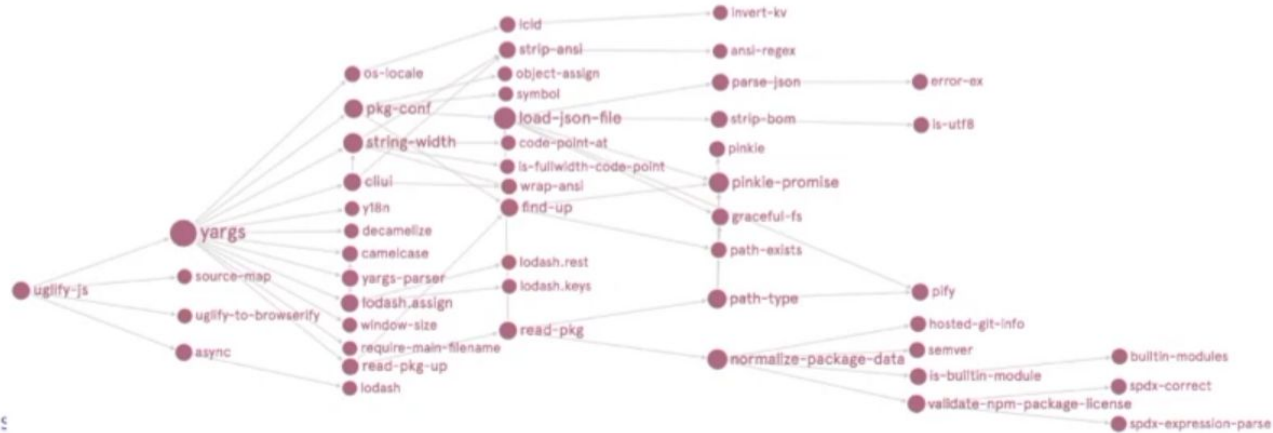 uglify-js
yargs
source-map
uglify-to-browserify
async
os-locale
pkg-conf
string-width
cliui
y18n
decamelize
camelcase
yargs-parser
lodash.assign
window-size
require-main-filename
read-pkg-up
lodash
lcid
strip-ansi
object-assign
symbol
load-json-file
code-point-at
is-fullwidth-code-point
wrap-ansi
find-up
lodash.rest
lodash.keys
read-pkg
invert-kv
ansi-regex
parse-json
strip-bom
pinkie
pinkie-promise
graceful-fs
path-exists
path-type
normalize-package-data
error-ex
is-utf8
pify
hosted-git-info
semver
is-builtin-module
validate-npm-package-license
builtin-modules
spdx-correct
spdx-expression-parse